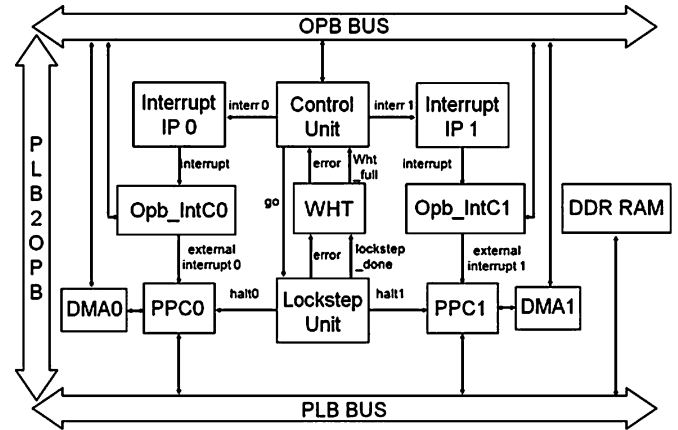 OPB BUS
PLB2OPB
Interrupt
IP 0
interr 0
Control
Unit
interr 1
Interrupt
IP 1
interrupt
error
Wht
_full
interrupt
Opb_IntC0
go
WHT
Opb_IntC1
DDR RAM
external
interrupt 0
error
lockstep
_done
external
interrupt 1
DMA0
PPC0
halt0
Lockstep
Unit
halt1
PPC1
DMA1
PLB BUS